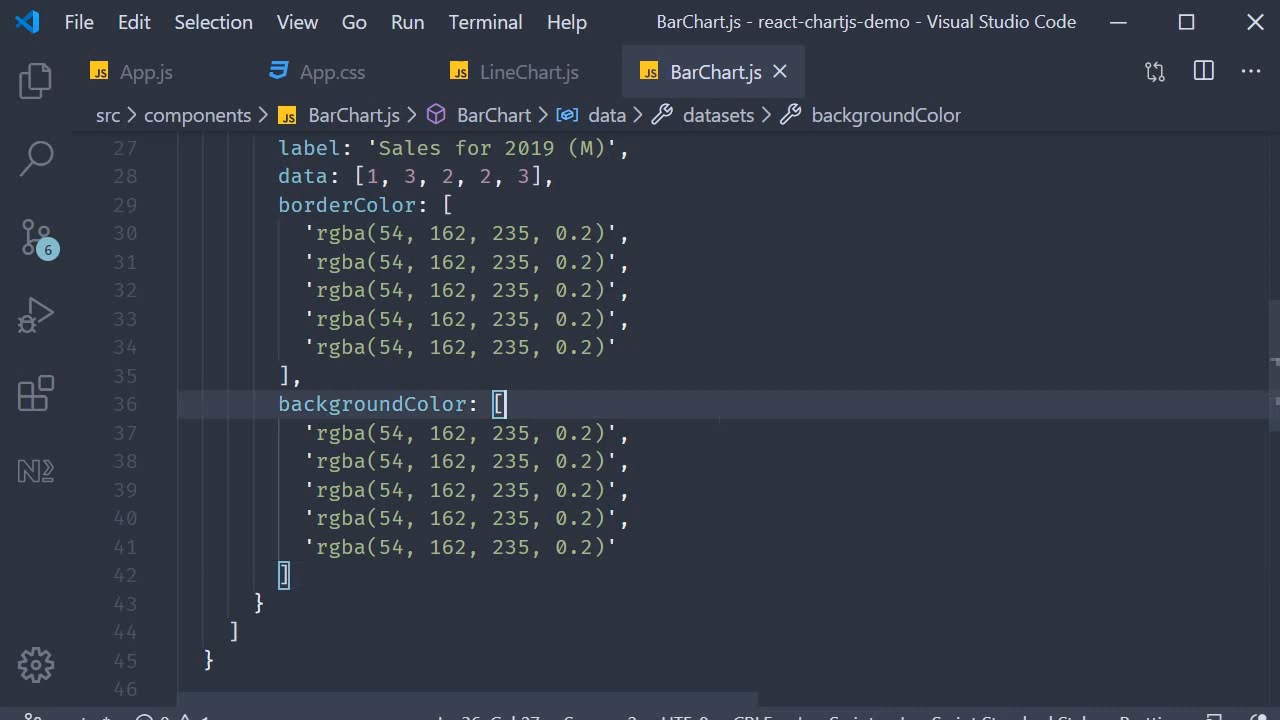 File Edit Selection View Go Run Terminal Help BarChart.js - react-chartjs-demo - Visual Studio Code
JS App.js App.css JS LineChart.js JS BarChart.js
src > components > JS BarChart.js > BarChart > data > datasets > backgroundColor
27 label: 'Sales for 2019 (M)',
28 data: [1, 3, 2, 2, 3],
29 borderColor: [
30 'rgba(54, 162, 235, 0.2)',
31 'rgba(54, 162, 235, 0.2)',
32 'rgba(54, 162, 235, 0.2)',
33 'rgba(54, 162, 235, 0.2)',
34 'rgba(54, 162, 235, 0.2)'
35 ],
36 backgroundColor: [
37 'rgba(54, 162, 235, 0.2)',
38 'rgba(54, 162, 235, 0.2)',
39 'rgba(54, 162, 235, 0.2)',
40 'rgba(54, 162, 235, 0.2)',
41 'rgba(54, 162, 235, 0.2)'
42 ]
43 }
44 ]
45 }
46
6